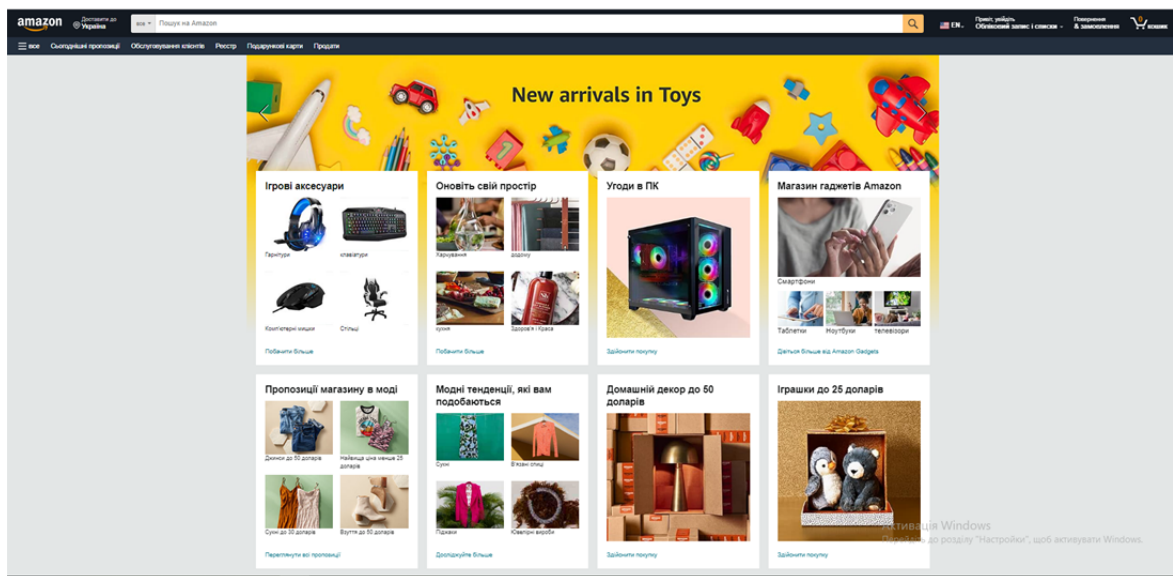 amazon
Доставити до
Україна
все
Пошук на Amazon
EN
Привіт, увійдіть
Обліковий запис і списки
Повернення
& замовлення
кошик
все
Сьогоднішні пропозиції
Обслуговування клієнтів
Реєстр
Подарункові карти
Продати
New arrivals in Toys
Ігрові аксесуари
Гарнітури
клавіатури
Комп'ютерні мишки
Стільці
Побачити більше
Оновіть свій простір
Харчування
додому
кухня
Здоров'я і Краса
Побачити більше
Угоди в ПК
Здійснити покупку
Магазин гаджетів Amazon
Смартфони
Таблетки
Ноутбуки
телевізори
більше від Amazon Gadgets
Пропозиції магазину в моді
Джинси до 50 доларів
Найвища ціна менше 25
доларів
Сукні до 30 доларів
Взуття до 50 доларів
Переглянути всі пропозиції
Модні тенденції, які вам
подобаються
Сукні
В'язані спиці
Піджаки
Ювелірні вироби
Досліджуйте більше
Домашній декор до 50
доларів
Здійснити покупку
Іграшки до 25 доларів
Здійснити покупку
Активація Windows
Перейдіть до розділу "Настройки", щоб активувати Windows.